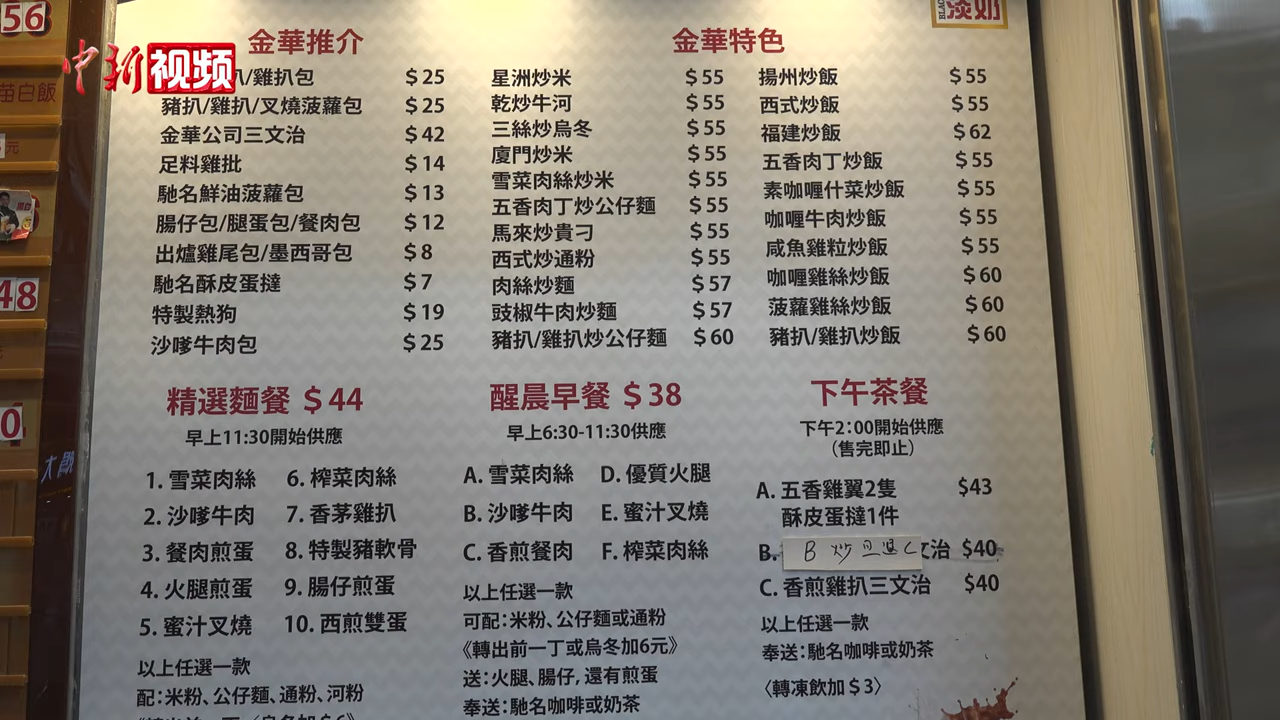 56
苗白飯
元
48
0
大
中新视频
淡奶
金華推介
扒/雞扒包 $25
豬扒/雞扒/叉燒菠蘿包 $25
金華公司三文治 $42
足料雞批 $14
馳名鮮油菠蘿包 $13
腸仔包/腿蛋包/餐肉包 $12
出爐雞尾包/墨西哥包 $8
馳名酥皮蛋撻 $7
特製熱狗 $19
沙嗲牛肉包 $25
金華特色
星洲炒米 $55
乾炒牛河 $55
三絲炒烏冬 $55
廈門炒米 $55
雪菜肉絲炒米 $55
五香肉丁炒公仔麵 $55
馬來炒貴刁 $55
西式炒通粉 $55
肉絲炒麵 $57
豉椒牛肉炒麵 $57
豬扒/雞扒炒公仔麵 $60
揚州炒飯 $55
西式炒飯 $55
福建炒飯 $62
五香肉丁炒飯 $55
素咖喱什菜炒飯 $55
咖喱牛肉炒飯 $55
咸魚雞粒炒飯 $55
咖喱雞絲炒飯 $60
菠蘿雞絲炒飯 $60
豬扒/雞扒炒飯 $60
精選麵餐 $44
早上11:30開始供應
1. 雪菜肉絲 6. 榨菜肉絲
2. 沙嗲牛肉 7. 香茅雞扒
3. 餐肉煎蛋 8. 特製豬軟骨
4. 火腿煎蛋 9. 腸仔煎蛋
5. 蜜汁叉燒 10. 西煎雙蛋
以上任選一款
配:米粉、公仔麵、通粉、河粉
醒晨早餐 $38
早上6:30-11:30供應
A. 雪菜肉絲 D. 優質火腿
B. 沙嗲牛肉 E. 蜜汁叉燒
C. 香煎餐肉 F. 榨菜肉絲
以上任選一款
可配:米粉、公仔麵或通粉
《轉出前一丁或烏冬加6元》
送:火腿、腸仔, 還有煎蛋
奉送:馳名咖啡或奶茶
下午茶餐
下午2:00開始供應
(售完即止)
A. 五香雞翼2隻 $43
酥皮蛋撻1件
B. B 炒旦 文治 $40
C. 香煎雞扒三文治 $40
以上任選一款
奉送:馳名咖啡或奶茶
〈轉凍飲加$3〉